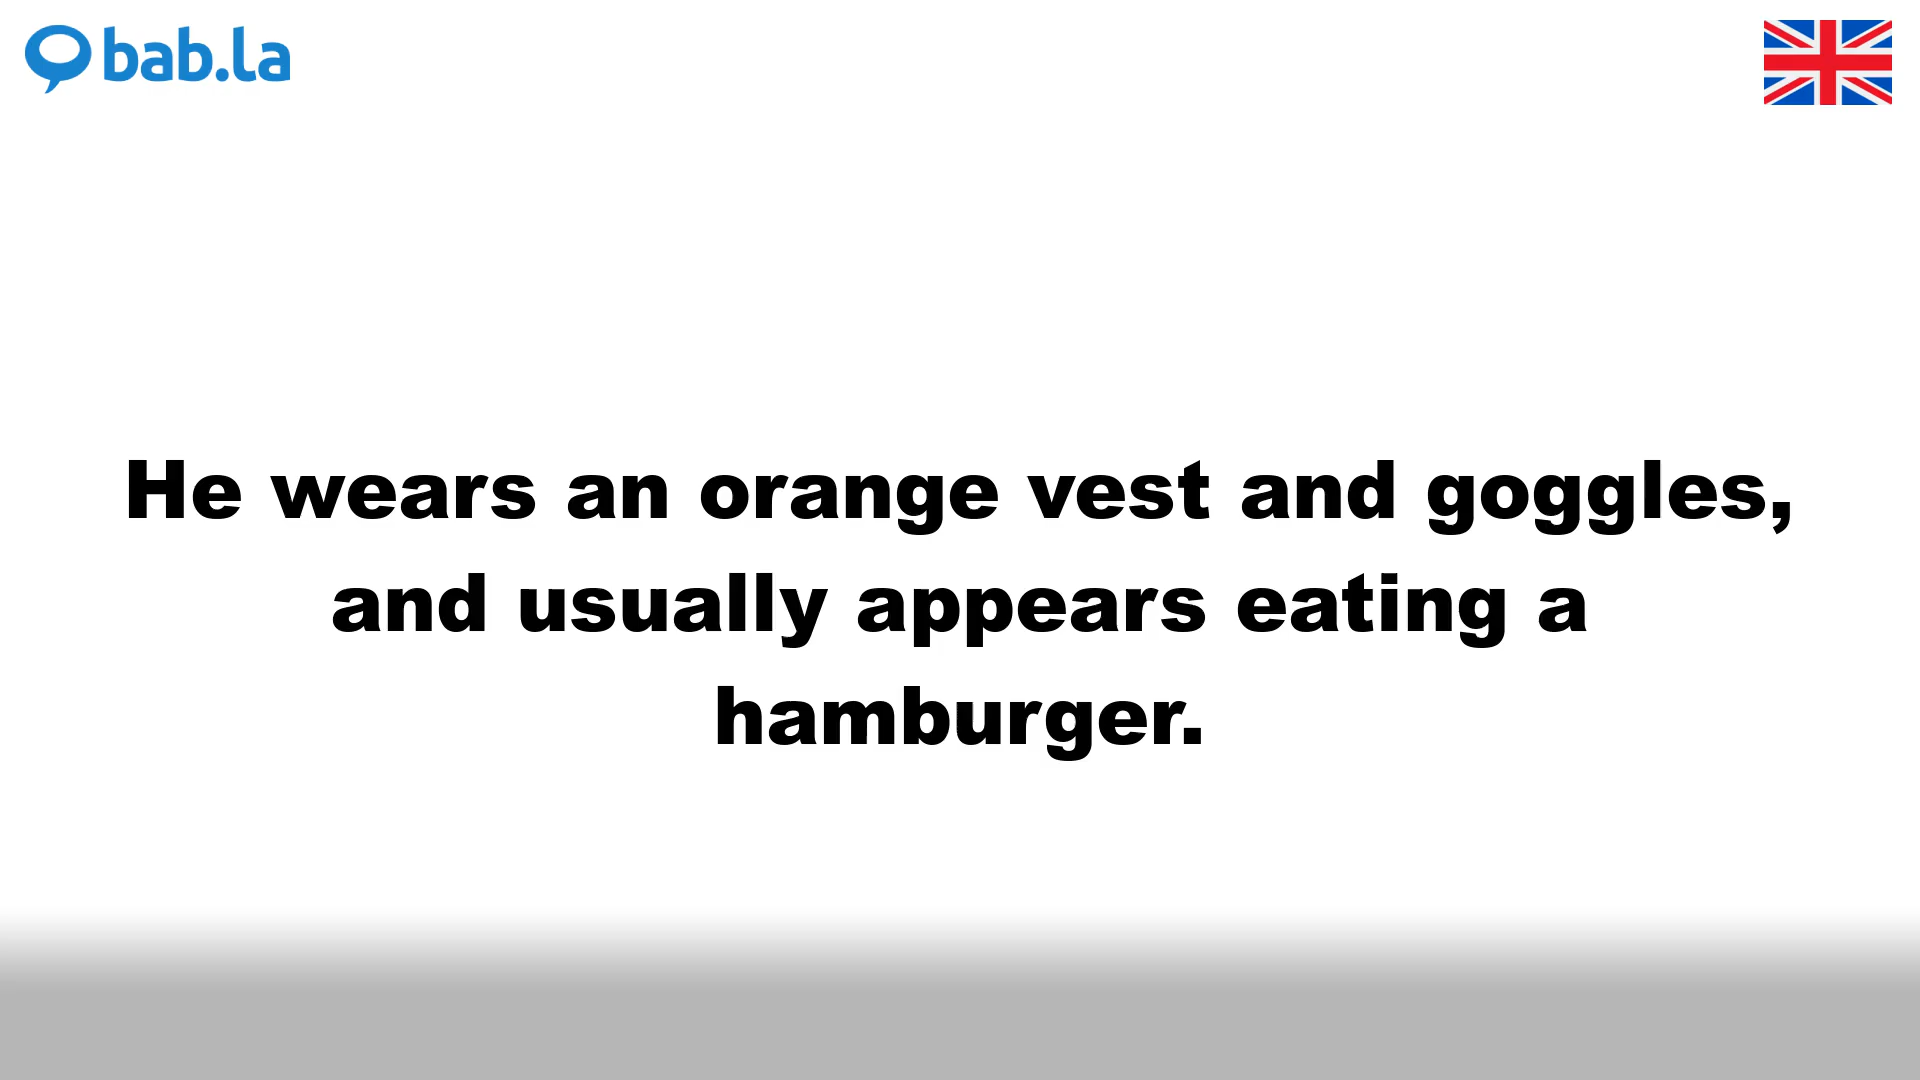 bab.la
He wears an orange vest and goggles,
and usually appears eating a
hamburger.